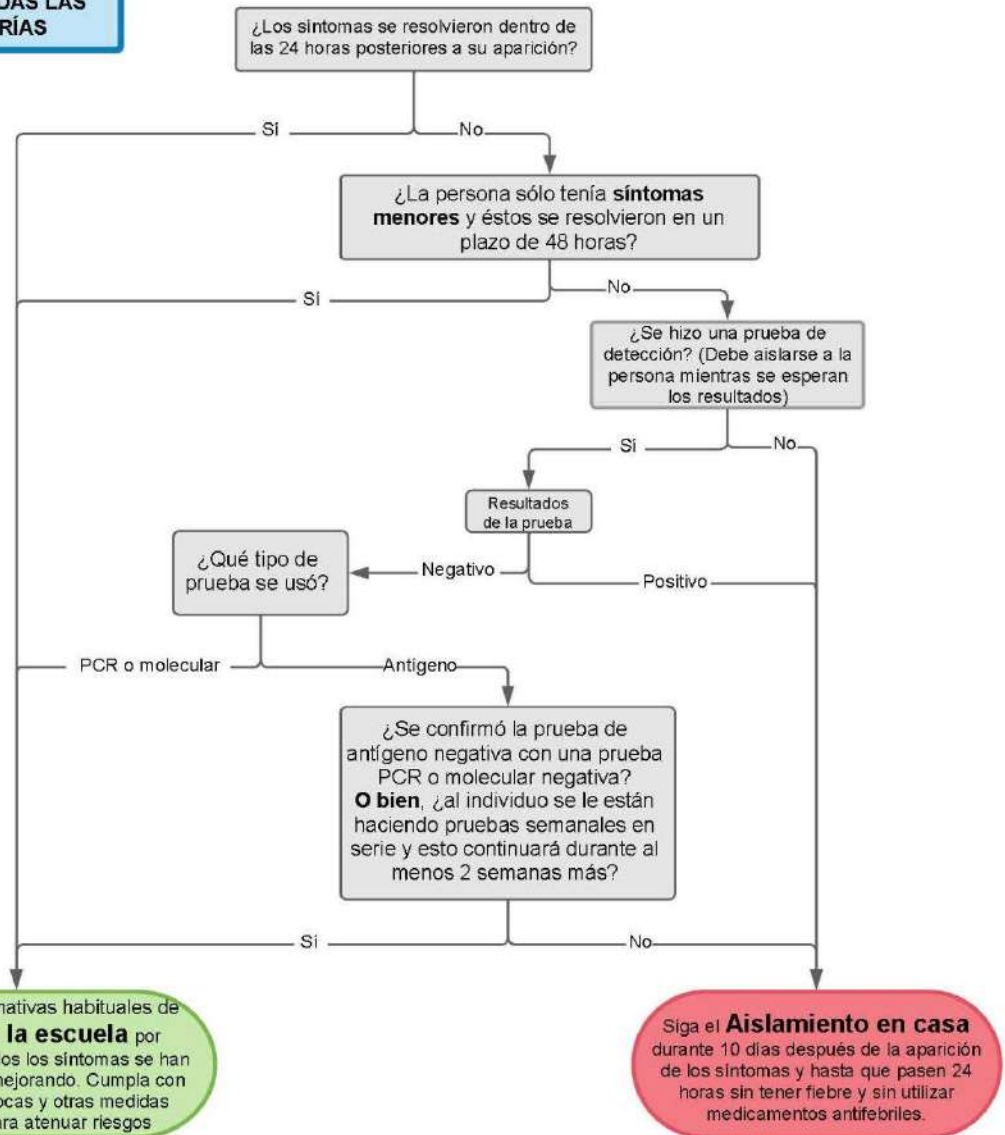 DAS LAS
RÍAS
¿Los síntomas se resolvieron dentro de
las 24 horas posteriores a su aparición?
Sí
No
¿La persona sólo tenía síntomas
menores y éstos se resolvieron en un
plazo de 48 horas?
Sí
No
¿Se hizo una prueba de
detección? (Debe aislarse a la
persona mientras se esperan
los resultados)
Sí
No
Resultados
de la prueba
¿Qué tipo de
prueba se usó?
Negativo
Positivo
PCR o molecular
Antígeno
¿Se confirmó la prueba de
antígeno negativa con una prueba
PCR o molecular negativa?
O bien, ¿al individuo se le están
haciendo pruebas semanales en
serie y esto continuará durante al
menos 2 semanas más?
Sí
No
mativas habituales de
la escuela por
los los síntomas se han
mejorando. Cumpla con
ocas y otras medidas
ara atenuar riesgos
Siga el Aislamiento en casa
durante 10 días después de la aparición
de los síntomas y hasta que pasen 24
horas sin tener fiebre y sin utilizar
medicamentos antifebriles.